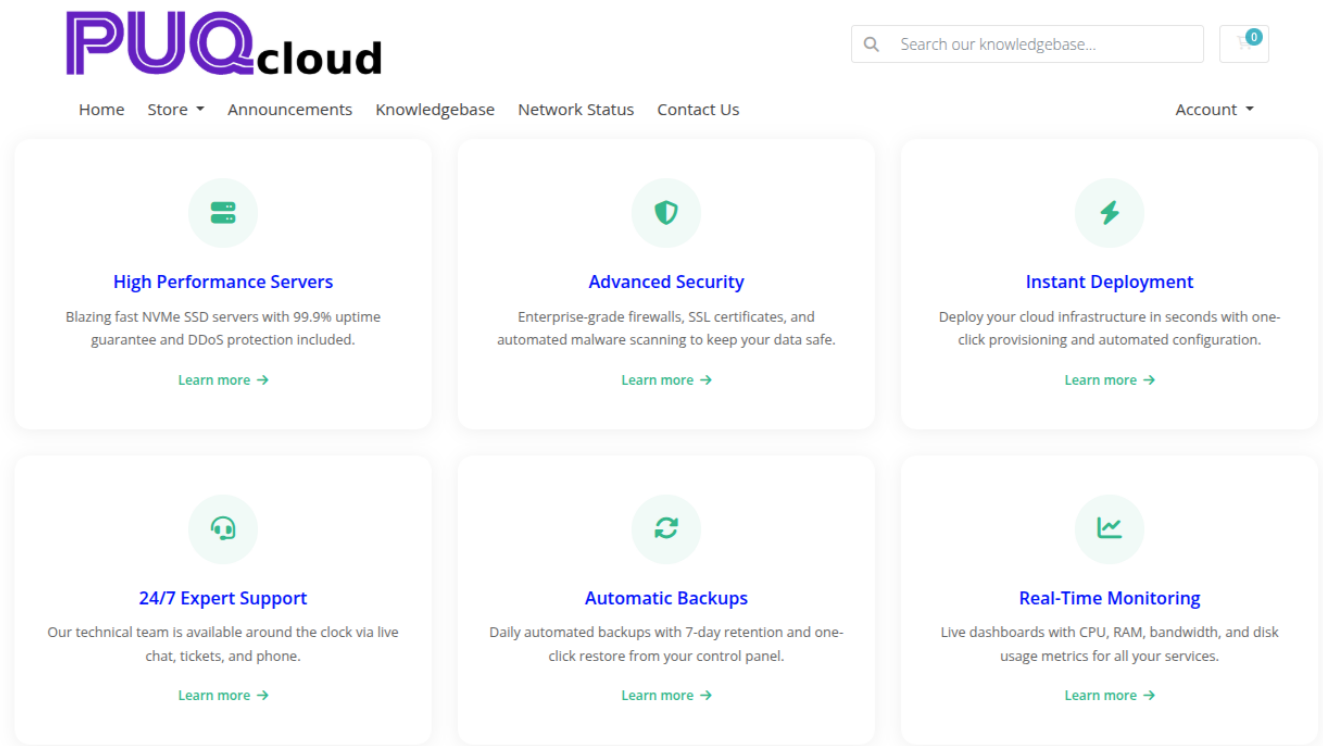 PUQcloud
Search our knowledgebase...
0
Home Store Announcements Knowledgebase Network Status Contact Us Account
High Performance Servers
Blazing fast NVMe SSD servers with 99.9% uptime
guarantee and DDoS protection included.
Learn more →
Advanced Security
Enterprise-grade firewalls, SSL certificates, and
automated malware scanning to keep your data safe.
Learn more →
Instant Deployment
Deploy your cloud infrastructure in seconds with one-
click provisioning and automated configuration.
Learn more →
24/7 Expert Support
Our technical team is available around the clock via live
chat, tickets, and phone.
Learn more →
Automatic Backups
Daily automated backups with 7-day retention and one-
click restore from your control panel.
Learn more →
Real-Time Monitoring
Live dashboards with CPU, RAM, bandwidth, and disk
usage metrics for all your services.
Learn more →